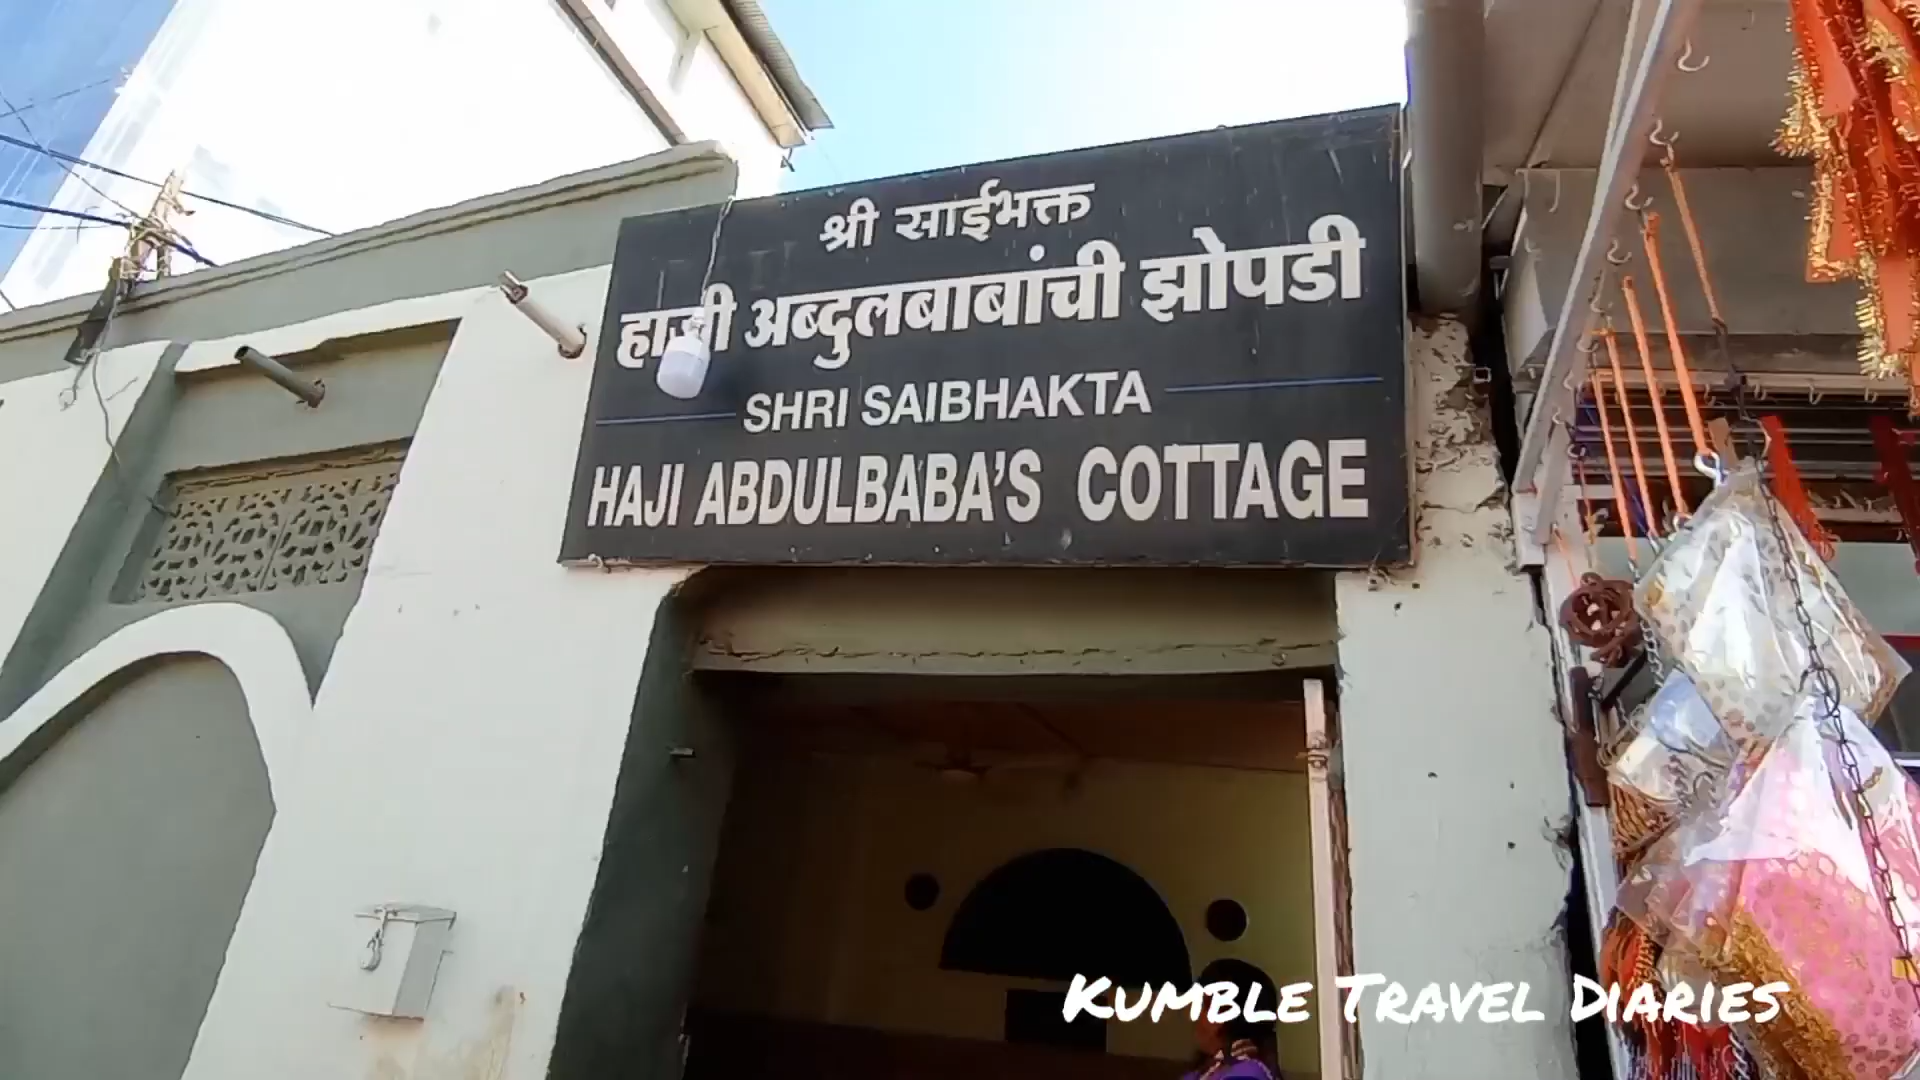 श्री साईभक्त
हाजी अब्दुलबाबांची झोपडी
SHRI SAIBHAKTA
HAJI ABDULBABA'S COTTAGE
KUMBLE TRAVEL DIARIES